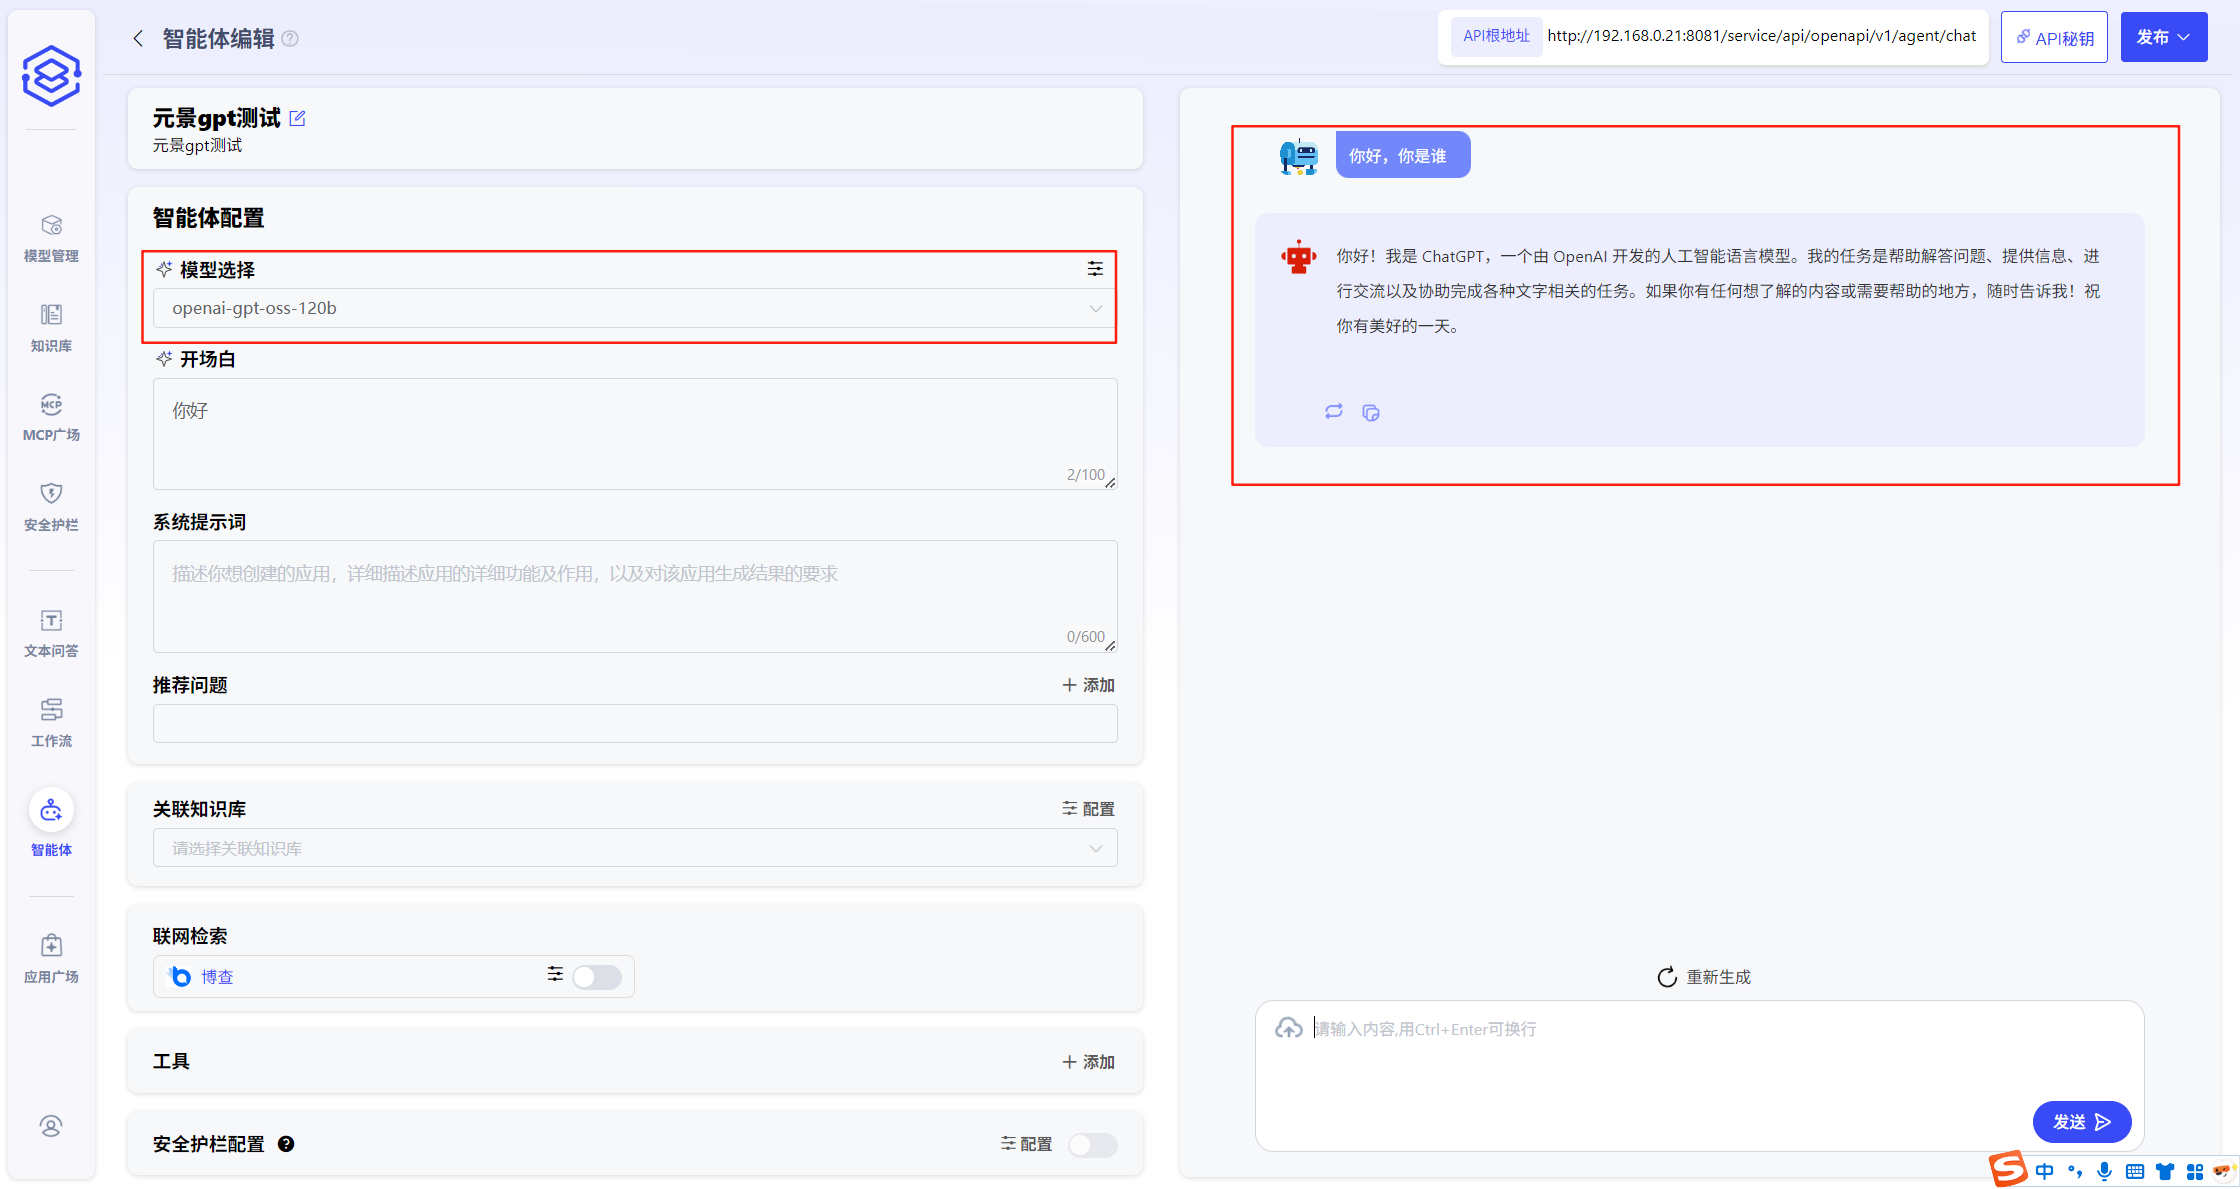 智能体编辑
API根地址 http://192.168.0.21:8081/service/api/openapi/v1/agent/chat
API秘钥
发布
模型管理
知识库
MCP
MCP广场
安全护栏
文本问答
工作流
智能体
应用广场
元景gpt测试
元景gpt测试
智能体配置
模型选择
openai-gpt-oss-120b
开场白
你好
2/100
系统提示词
描述你想创建的应用，详细描述应用的详细功能及作用，以及对该应用生成结果的要求
0/600
推荐问题
添加
关联知识库
配置
请选择关联知识库
联网检索
博查
工具
添加
安全护栏配置
配置
你好，你是谁
你好！我是 ChatGPT，一个由 OpenAI 开发的人工智能语言模型。我的任务是帮助解答问题、提供信息、进
行交流以及协助完成各种文字相关的任务。如果你有任何想了解的内容或需要帮助的地方，随时告诉我！祝
你有美好的一天。
重新生成
请输入内容,用Ctrl+Enter可换行
发送
中